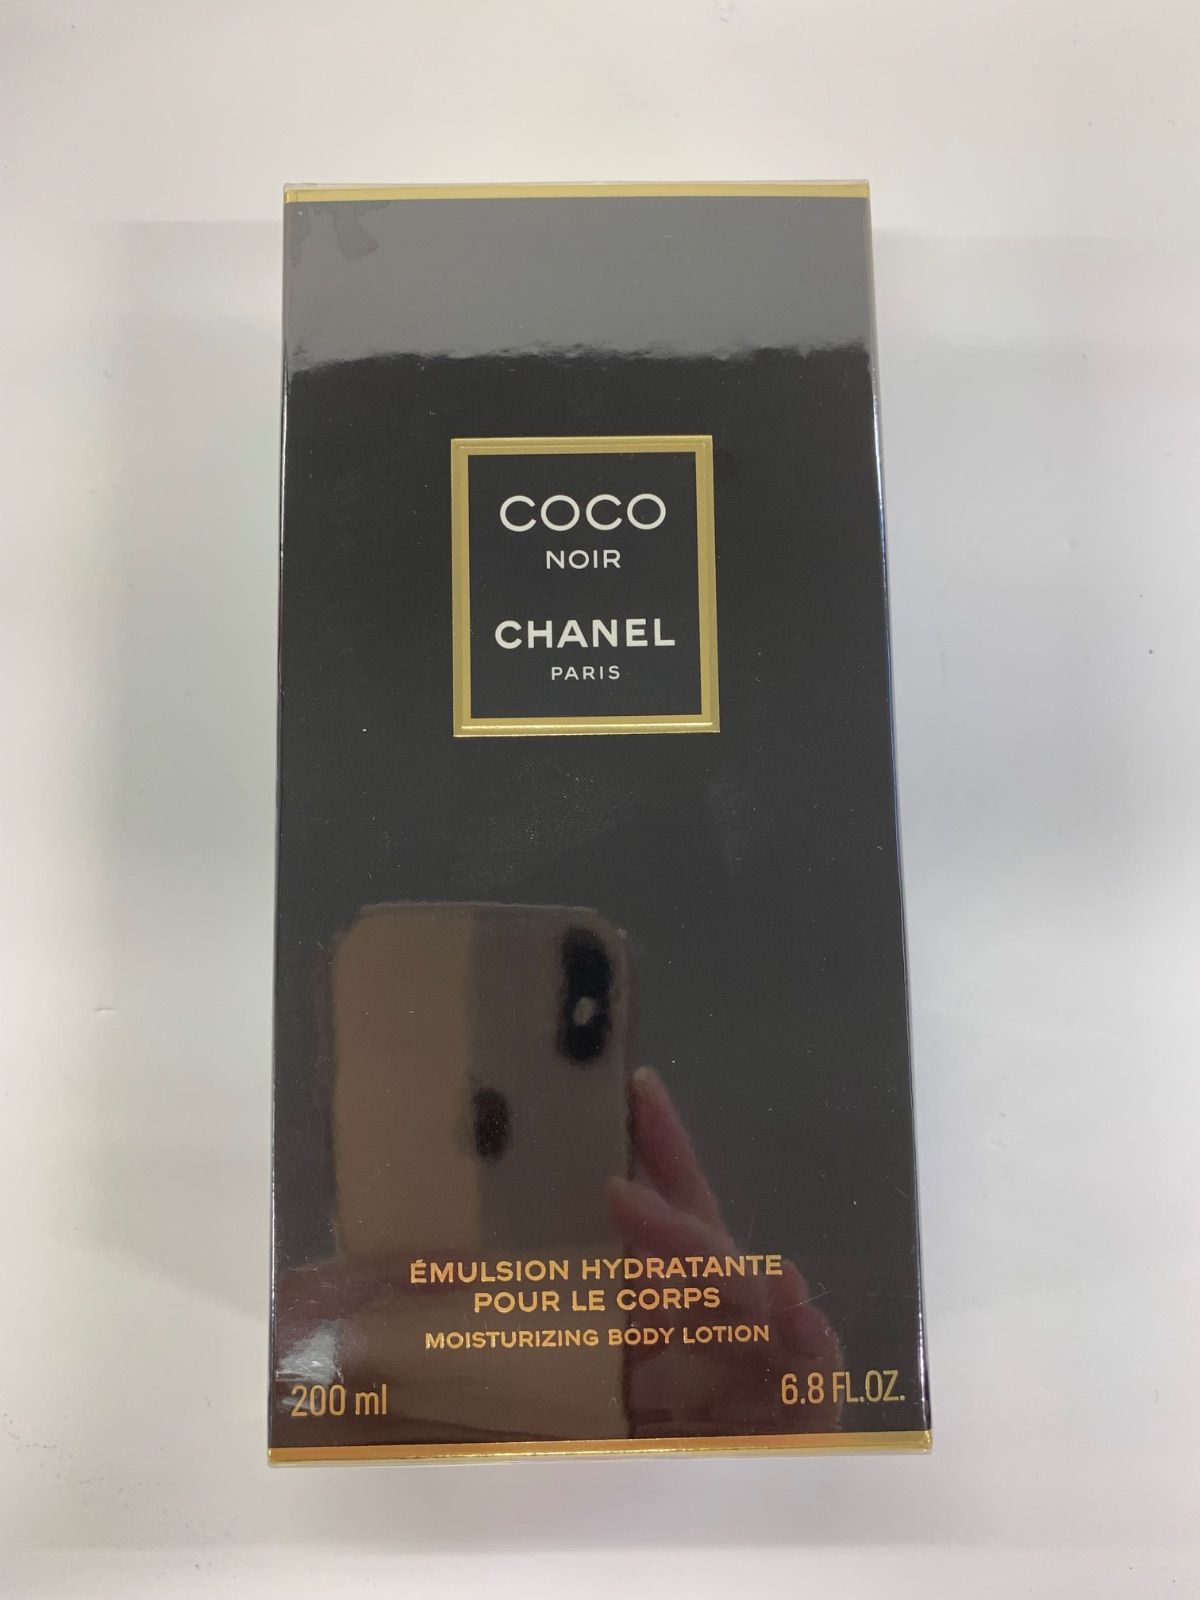 COCO
NOIR
CHANEL
PARIS
ÉMULSION HYDRATANTE
POUR LE CORPS
MOISTURIZING BODY LOTION
200 ml 6.8 FL.OZ.